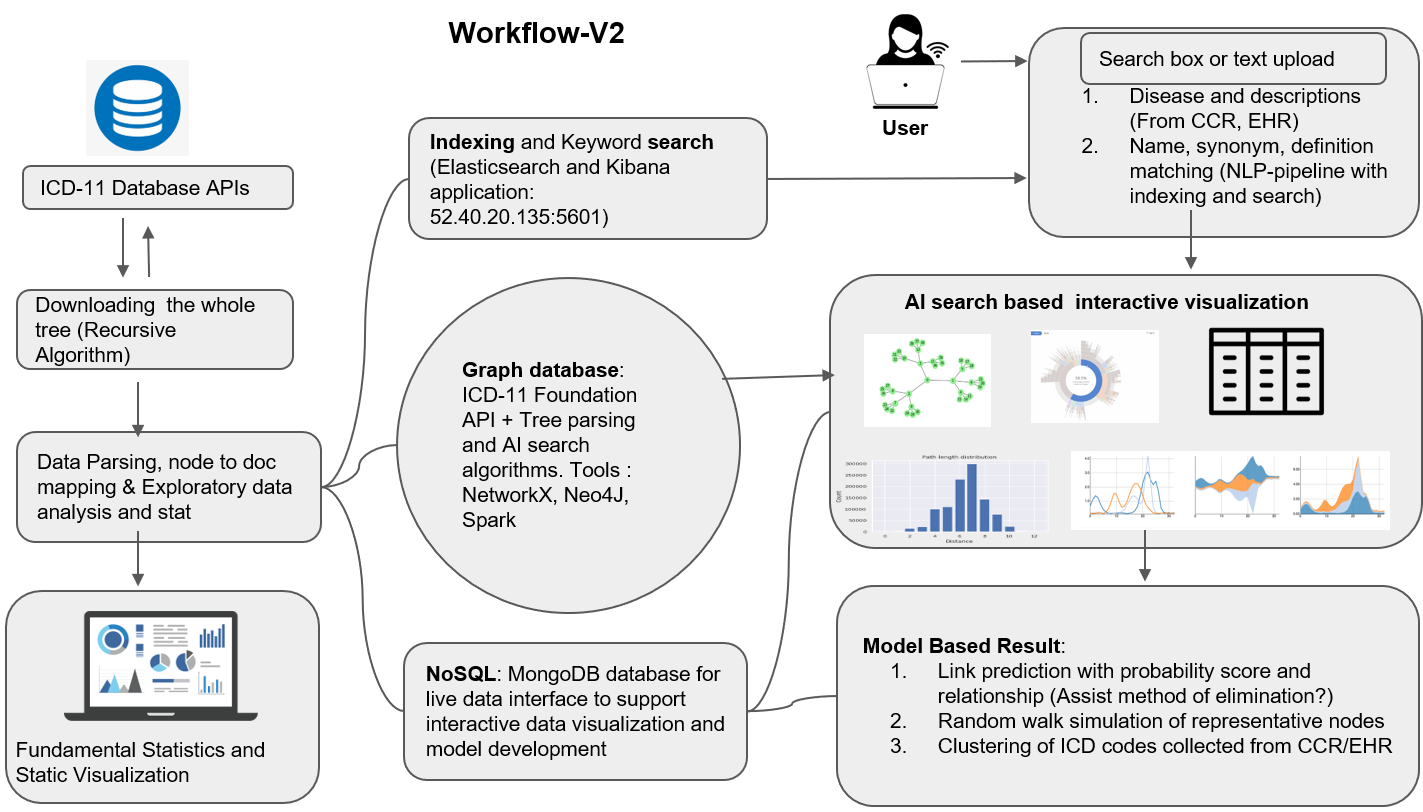 Workflow-V2
ICD-11 Database APIs
Downloading the whole
tree (Recursive
Algorithm)
Data Parsing, node to doc
mapping & Exploratory data
analysis and stat
Fundamental Statistics and
Static Visualization
Indexing and Keyword search
(Elasticsearch and Kibana
application:
52.40.20.135:5601)
Graph database:
ICD-11 Foundation
API + Tree parsing
and AI search
algorithms. Tools :
NetworkX, Neo4J,
Spark
NoSQL: MongoDB database for
live data interface to support
interactive data visualization and
model development
User
Search box or text upload
1. Disease and descriptions
(From CCR, EHR)
2. Name, synonym, definition
matching (NLP-pipeline with
indexing and search)
AI search based interactive visualization
Path length distribution
Count
300000
250000
200000
150000
100000
50000
0
0 2 4 6 8 10 12
Distance
Model Based Result:
1. Link prediction with probability score and
relationship (Assist method of elimination?)
2. Random walk simulation of representative nodes
3. Clustering of ICD codes collected from CCR/EHR